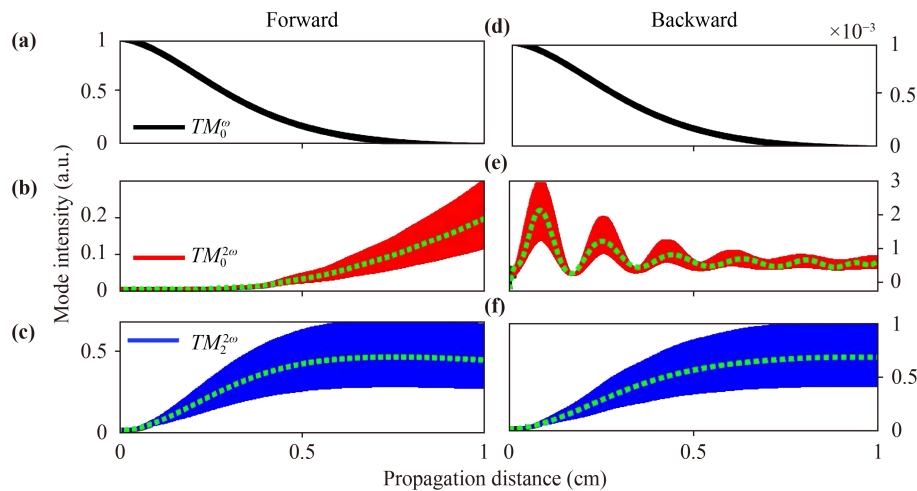 Forward
Backward
(a)
1
0.5
0
TM₀^ω
(d)
×10⁻³
1
0.5
0
Mode intensity (a.u.)
(b)
0.2
0.1
0
TM₀^2ω
(e)
3
2
1
0
(c)
0.5
0
TM₂^2ω
(f)
1
0.5
0
0
0.5
1
0
0.5
1
Propagation distance (cm)